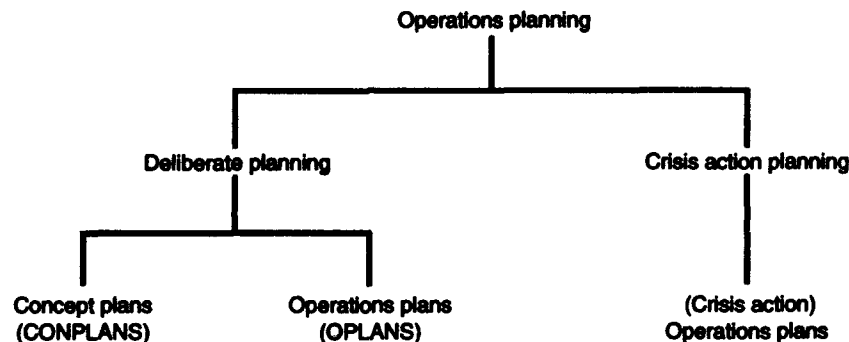 Operations planning
Deliberate planning
Crisis action planning
Concept plans
(CONPLANS)
Operations plans
(OPLANS)
(Crisis action)
Operations plans